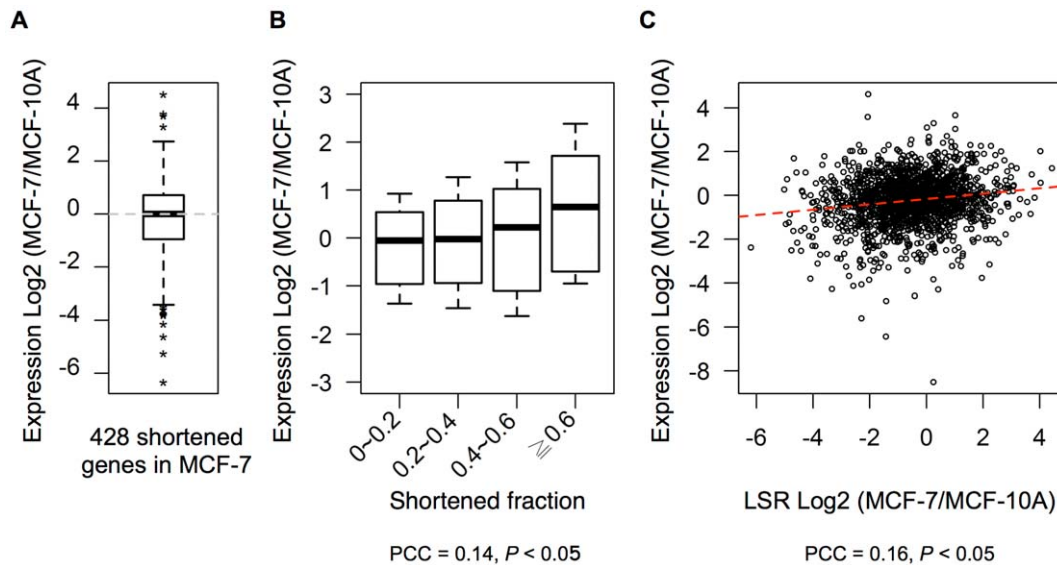 A
Expression Log2 (MCF-7/MCF-10A)
4
2
0
-2
-4
-6
428 shortened
genes in MCF-7
B
Expression Log2 (MCF-7/MCF-10A)
3
2
1
0
-1
-2
-3
0~0.2
0.2~0.4
0.4~0.6
≥ 0.6
Shortened fraction
PCC = 0.14, P < 0.05
C
Expression Log2 (MCF-7/MCF-10A)
4
2
0
-2
-4
-6
-8
-6 -4 -2 0 2 4
LSR Log2 (MCF-7/MCF-10A)
PCC = 0.16, P < 0.05